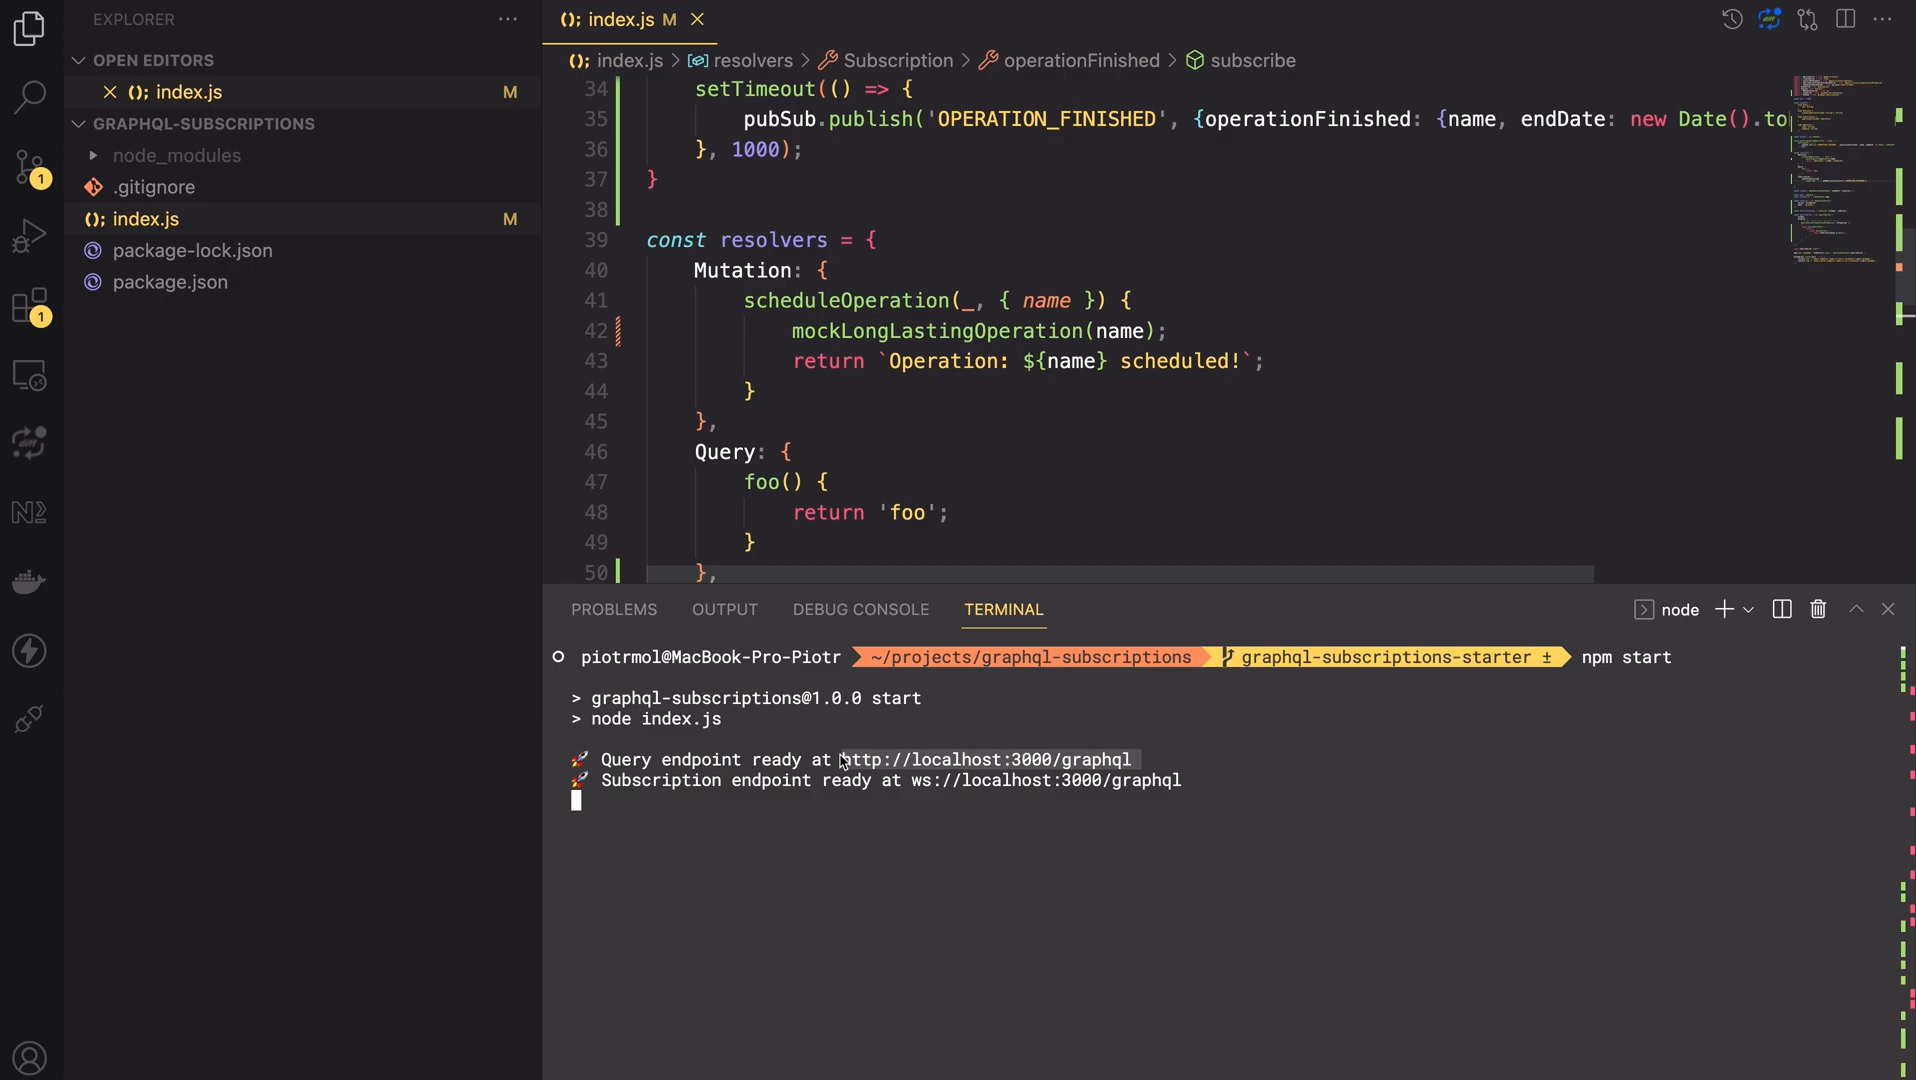 EXPLORER
OPEN EDITORS
index.js M
GRAPHQL-SUBSCRIPTIONS
node_modules
.gitignore
index.js M
package-lock.json
package.json
1
1
index.js M
index.js > resolvers > Subscription > operationFinished > subscribe
34 setTimeout(() => {
35 pubSub.publish('OPERATION_FINISHED', {operationFinished: {name, endDate: new Date().to
36 }, 1000);
37 }
38
39 const resolvers = {
40 Mutation: {
41 scheduleOperation(_, { name }) {
42 mockLongLastingOperation(name);
43 return `Operation: ${name} scheduled!`;
44 }
45 },
46 Query: {
47 foo() {
48 return 'foo';
49 }
50 },
PROBLEMS OUTPUT DEBUG CONSOLE TERMINAL
node
piotrmol@MacBook-Pro-Piotr ~/projects/graphql-subscriptions graphql-subscriptions-starter ± npm start
> graphql-subscriptions@1.0.0 start
> node index.js
🚀 Query endpoint ready at http://localhost:3000/graphql
🚀 Subscription endpoint ready at ws://localhost:3000/graphql